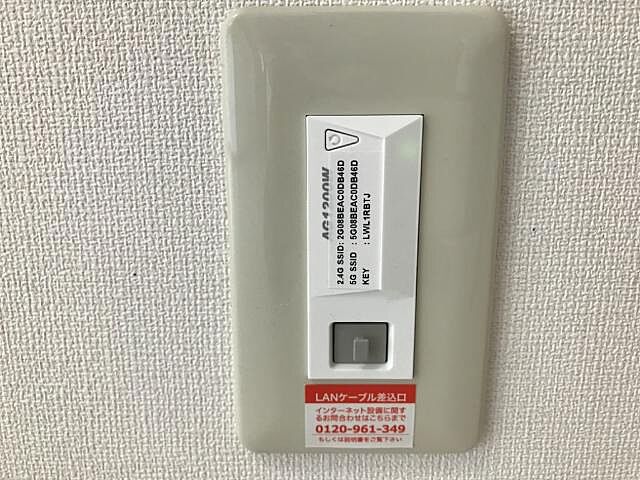 AG1200W
2.4G SSID: 2G08BEAC0DB46D
5G SSID : 5G08BEAC0DB46D
KEY : LWL1RBTJ
LANケーブル差込口
インターネット設備に関す
るお問合わせはこちらまで
0120-961-349
もしくは説明書をご覧下さい